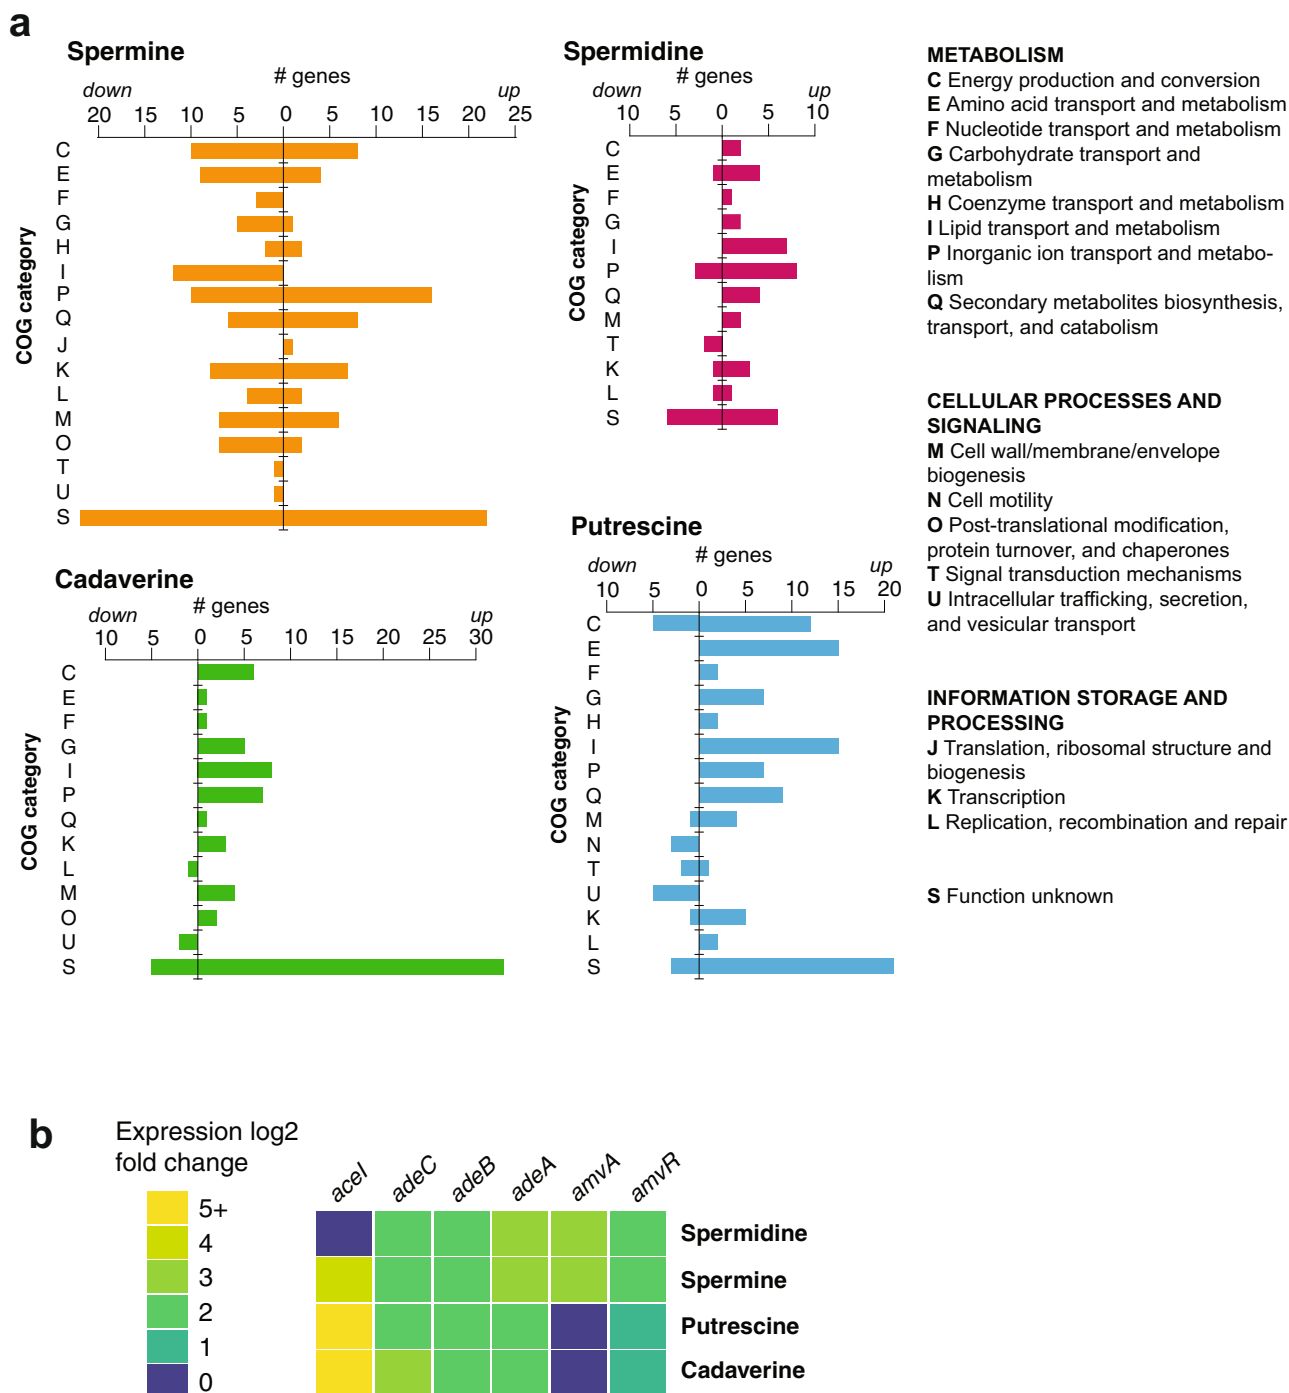 a
Spermine
# genes
down
up
20 15 10 5 0 5 10 15 20 25
COG category
C
E
F
G
H
I
P
Q
J
K
L
M
O
T
U
S
Spermidine
# genes
down
up
10 5 0 5 10
COG category
C
E
F
G
I
P
Q
M
T
K
L
S
Cadaverine
# genes
down
up
10 5 0 5 10 15 20 25 30
COG category
C
E
F
G
I
P
Q
K
L
M
O
U
S
Putrescine
# genes
down
up
10 5 0 5 10 15 20
COG category
C
E
F
G
H
I
P
Q
M
N
T
U
K
L
S
METABOLISM
C Energy production and conversion
E Amino acid transport and metabolism
F Nucleotide transport and metabolism
G Carbohydrate transport and
metabolism
H Coenzyme transport and metabolism
I Lipid transport and metabolism
P Inorganic ion transport and metabo-
lism
Q Secondary metabolites biosynthesis,
transport, and catabolism
CELLULAR PROCESSES AND
SIGNALING
M Cell wall/membrane/envelope
biogenesis
N Cell motility
O Post-translational modification,
protein turnover, and chaperones
T Signal transduction mechanisms
U Intracellular trafficking, secretion,
and vesicular transport
INFORMATION STORAGE AND
PROCESSING
J Translation, ribosomal structure and
biogenesis
K Transcription
L Replication, recombination and repair
S Function unknown
b
Expression log2
fold change
5+
4
3
2
1
0
aceI adeC adeB adeA amvA amvR
Spermidine
Spermine
Putrescine
Cadaverine